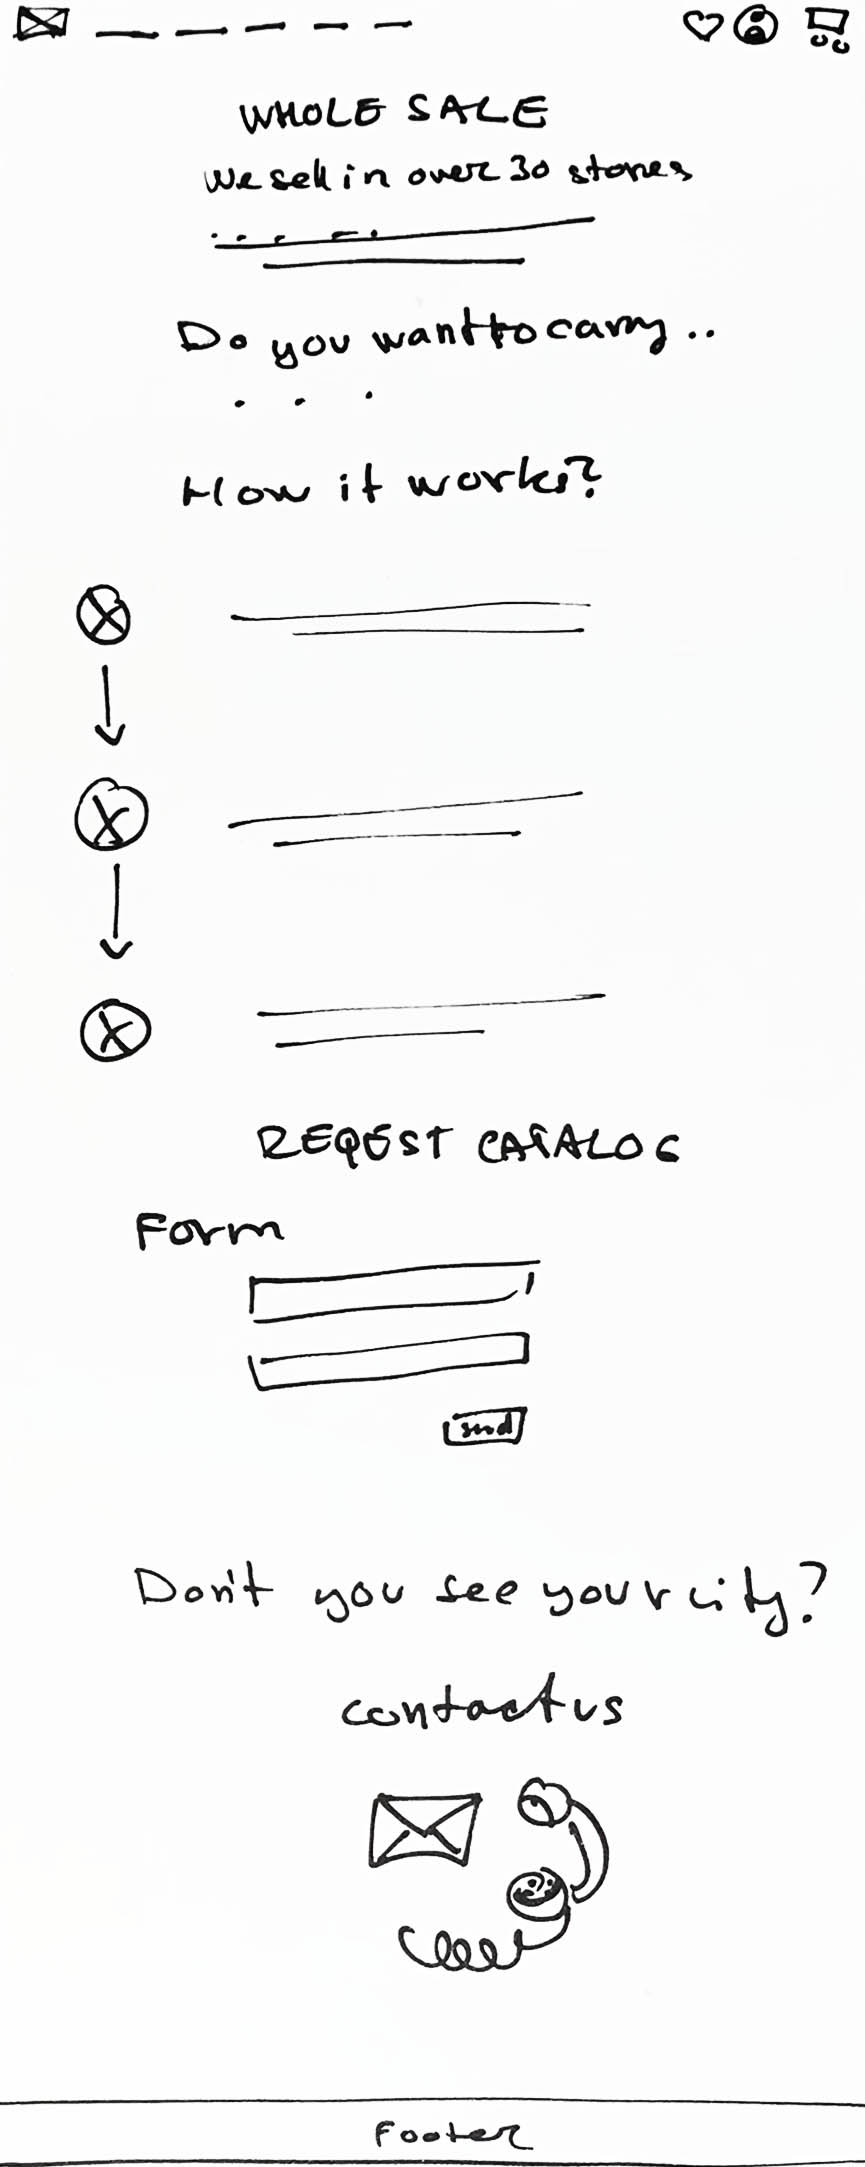 WHOLE SALE
We sell in over 30 stores
Do you want to carry ..
. . .
How it works?
REQEST CATALOG
Form
send
Don't you see your city?
contact us
Footer